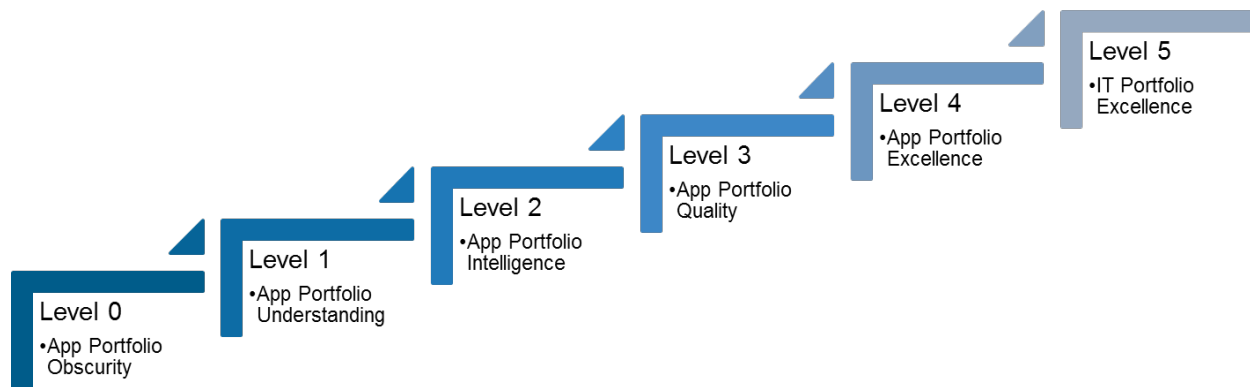 Level 0
•App Portfolio
Obscurity
Level 1
•App Portfolio
Understanding
Level 2
•App Portfolio
Intelligence
Level 3
•App Portfolio
Quality
Level 4
•App Portfolio
Excellence
Level 5
•IT Portfolio
Excellence